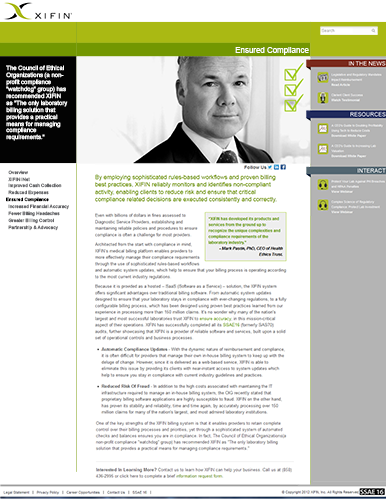 XIFIN
Search
Ensured Compliance
The Council of Ethical
Organizations (a non-
profit compliance
"watchdog" group) has
recommended XIFIN
as "The only laboratory
billing solution that
provides a practical
means for managing
compliance
requirements."
IN THE NEWS
Read Article
RESOURCES
Download White Paper
Download White Paper
INTERACT
View Webinar
View Webinar
Follow Us
Overview
XIFIN.Net
Improved Cash Collection
Reduced Expenses
Ensured Compliance
Increased Financial Accuracy
Fewer Billing Headaches
Greater Billing Control
Partnership & Advocacy
By employing sophisticated rules-based workflows and proven billing
best practices, XIFIN reliably monitors and identifies non-compliant
activity, enabling clients to reduce risk and ensure that critical
compliance related decisions are executed consistently and correctly.
Even with billions of dollars in fines assessed to
Diagnostic Service Providers, establishing and
maintaining reliable policies and procedures to ensure
compliance is often a challenge for most providers.
"XIFIN has developed its products and
services from the ground up to
recognize the unique complexities and
compliance requirements of the
laboratory industry."
- Mark Pastin, PhD, CEO of Health
Ethics Trust,
Architected from the start with compliance in mind,
XIFIN's medical billing platform enables providers to
more effectively manage their compliance requirements
through the use of sophisticated rules-based workflows
and automatic system updates, which help to ensure that your billing process is operating according
to the most current industry regulations.
Because it is provided as a hosted – SaaS (Software as a Service) – solution, the XIFIN system
offers significant advantages over traditional billing software. From automatic system updates
designed to ensure that your laboratory stays in compliance with ever-changing regulations, to a fully
configurable billing process, which has been designed using proven best practices learned from our
experience in processing more than 160 million claims. It's no wonder why many of the nation's
largest and most successful laboratories trust XIFIN to ensure accuracy, in this mission-critical
aspect of their operations. XIFIN has successfully completed all its SSAE16 (formerly SAS70)
audits, further showcasing that XIFIN is a provider of reliable software and services, built upon a solid
set of operational controls and business processes.
Automatic Compliance Updates - With the dynamic nature of reimbursement and compliance,
it is often difficult for providers that manage their own in-house billing system to keep up with the
deluge of change. However, since it is delivered as a web-based service, XIFIN is able to
eliminate this issue by providing its clients with near-instant access to system updates which
help to ensure you stay in compliance with current industry guidelines and practices.
Reduced Risk Of Fraud - In addition to the high costs associated with maintaining the IT
infrastructure required to manage an in-house billing system, the OIG recently stated that
proprietary billing software applications are highly susceptible to fraud. XIFIN on the other hand,
has proven its stability and reliability; time and time again, by accurately processing over 160
million claims for many of the nation's largest, and most admired laboratory institutions.
One of the key strengths of the XIFIN billing system is that it enables providers to retain complete
control over their billing processes and priorities, yet through a sophisticated system of automated
checks and balances ensures you are in compliance. In fact, The Council of Ethical Organizations(a
non-profit compliance "watchdog" group) has recommended XIFIN as "The only laboratory billing
solution that provides a practical means for managing compliance requirements."
Interested In Learning More? Contact us to learn how XIFIN can help your business. Call us at (858)
436-2995 or click here to complete a brief information request form.
Legal Statement | Privacy Policy | Career Opportunities | Contact Us | SSAE 16 |
© Copyright 2012 XIFIN, Inc. All Rights Reserved.
SSAE 16